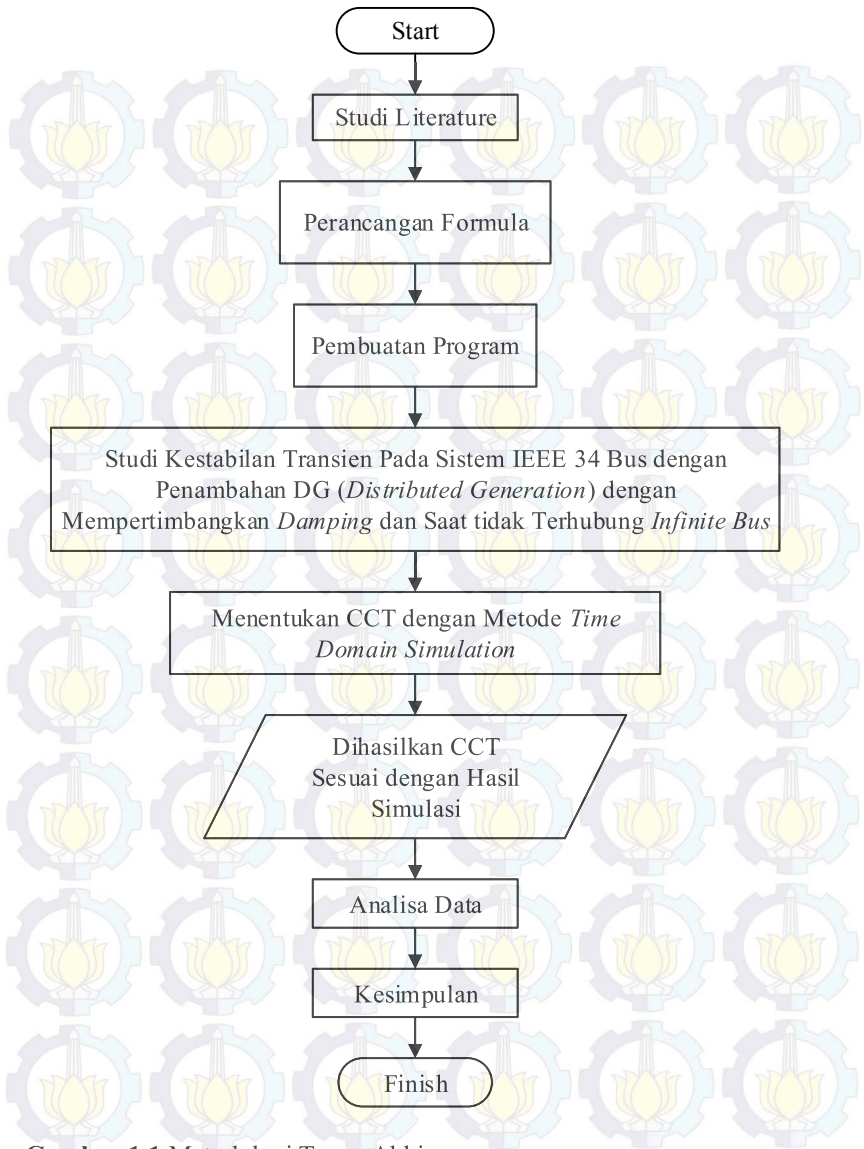 Start
Studi Literature
Perancangan Formula
Pembuatan Program
Studi Kestabilan Transien Pada Sistem IEEE 34 Bus dengan
Penambahan DG (Distributed Generation) dengan
Mempertimbangkan Damping dan Saat tidak Terhubung Infinite Bus
Menentukan CCT dengan Metode Time
Domain Simulation
Dihasilkan CCT
Sesuai dengan Hasil
Simulasi
Analisa Data
Kesimpulan
Finish